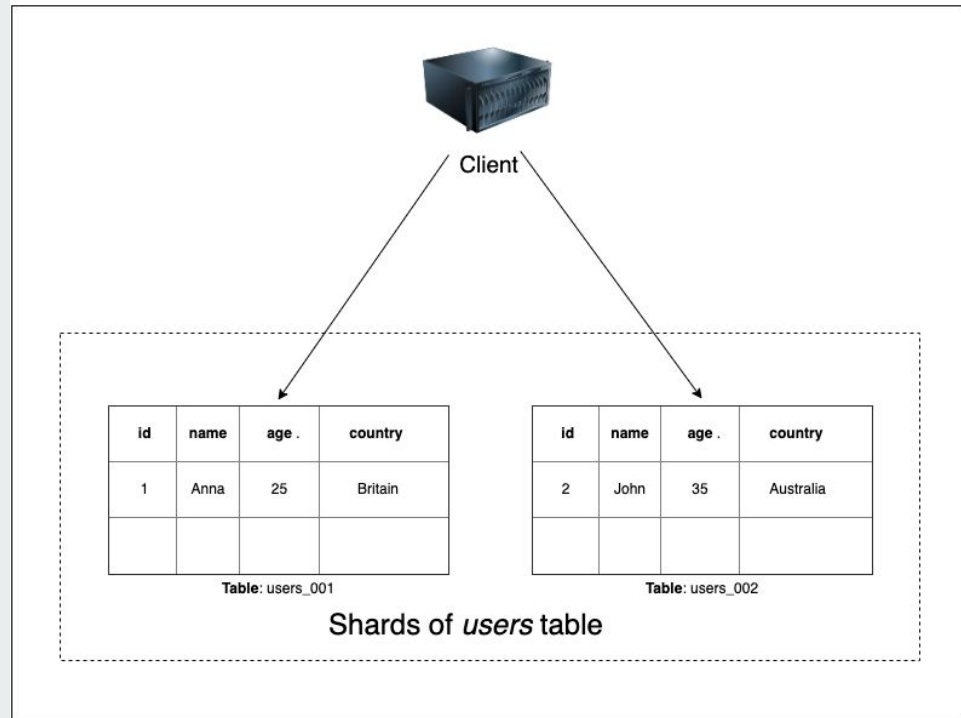 Client
id name age . country
1 Anna 25 Britain
Table: users_001
id name age . country
2 John 35 Australia
Table: users_002
Shards of users table